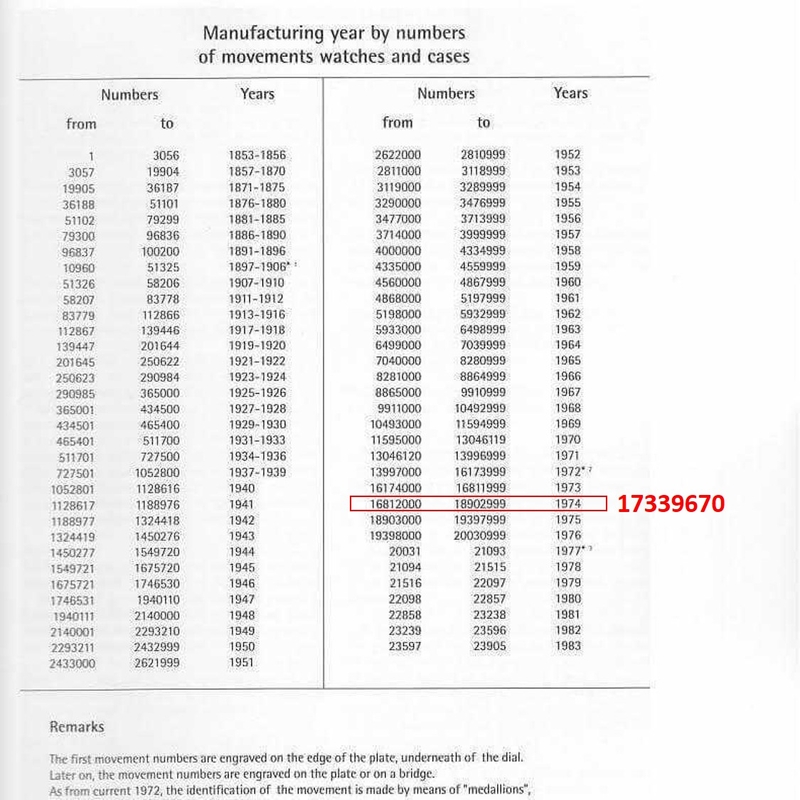 Manufacturing year by numbers
of movements watches and cases
Numbers Years
from to
1 3056 1853-1856
3057 19904 1857-1870
19905 36187 1871-1875
36188 51101 1876-1880
51102 79299 1881-1885
79300 96836 1886-1890
96837 100200 1891-1896
10960 51325 1897-1906* ¹
51326 58206 1907-1910
58207 83778 1911-1912
83779 112866 1913-1916
112867 139446 1917-1918
139447 201644 1919-1920
201645 250622 1921-1922
250623 290984 1923-1924
290985 365000 1925-1926
365001 434500 1927-1928
434501 465400 1929-1930
465401 511700 1931-1933
511701 727500 1934-1936
727501 1052800 1937-1939
1052801 1128616 1940
1128617 1188976 1941
1188977 1324418 1942
1324419 1450276 1943
1450277 1549720 1944
1549721 1675720 1945
1675721 1746530 1946
1746531 1940110 1947
1940111 2140000 1948
2140001 2293210 1949
2293211 2432999 1950
2433000 2621999 1951
Numbers Years
from to
2622000 2810999 1952
2811000 3118999 1953
3119000 3289999 1954
3290000 3476999 1955
3477000 3713999 1956
3714000 3999999 1957
4000000 4334999 1958
4335000 4559999 1959
4560000 4867999 1960
4868000 5197999 1961
5198000 5932999 1962
5933000 6498999 1963
6499000 7039999 1964
7040000 8280999 1965
8281000 8864999 1966
8865000 9910999 1967
9911000 10492999 1968
10493000 11594999 1969
11595000 13046119 1970
13046120 13996999 1971
13997000 16173999 1972* ²
16174000 16811999 1973
16812000 18902999 1974 17339670
18903000 19397999 1975
19398000 20030999 1976
20031 21093 1977* ³
21094 21515 1978
21516 22097 1979
22098 22857 1980
22858 23238 1981
23239 23596 1982
23597 23905 1983
Remarks
The first movement numbers are engraved on the edge of the plate, underneath of the dial.
Later on, the movement numbers are engraved on the plate or on a bridge.
As from current 1972, the identification of the movement is made by means of "medallions",